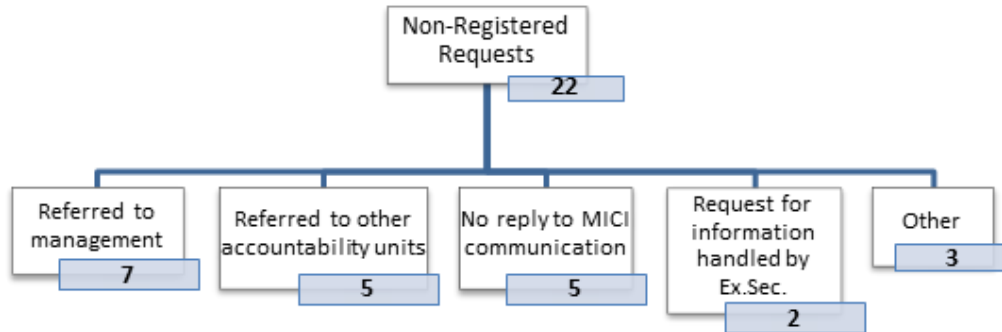 Non-Registered
Requests
22
Referred to
management
7
Referred to other
accountability units
5
No reply to MICI
communication
5
Request for
information
handled by
Ex.Sec.
2
Other
3